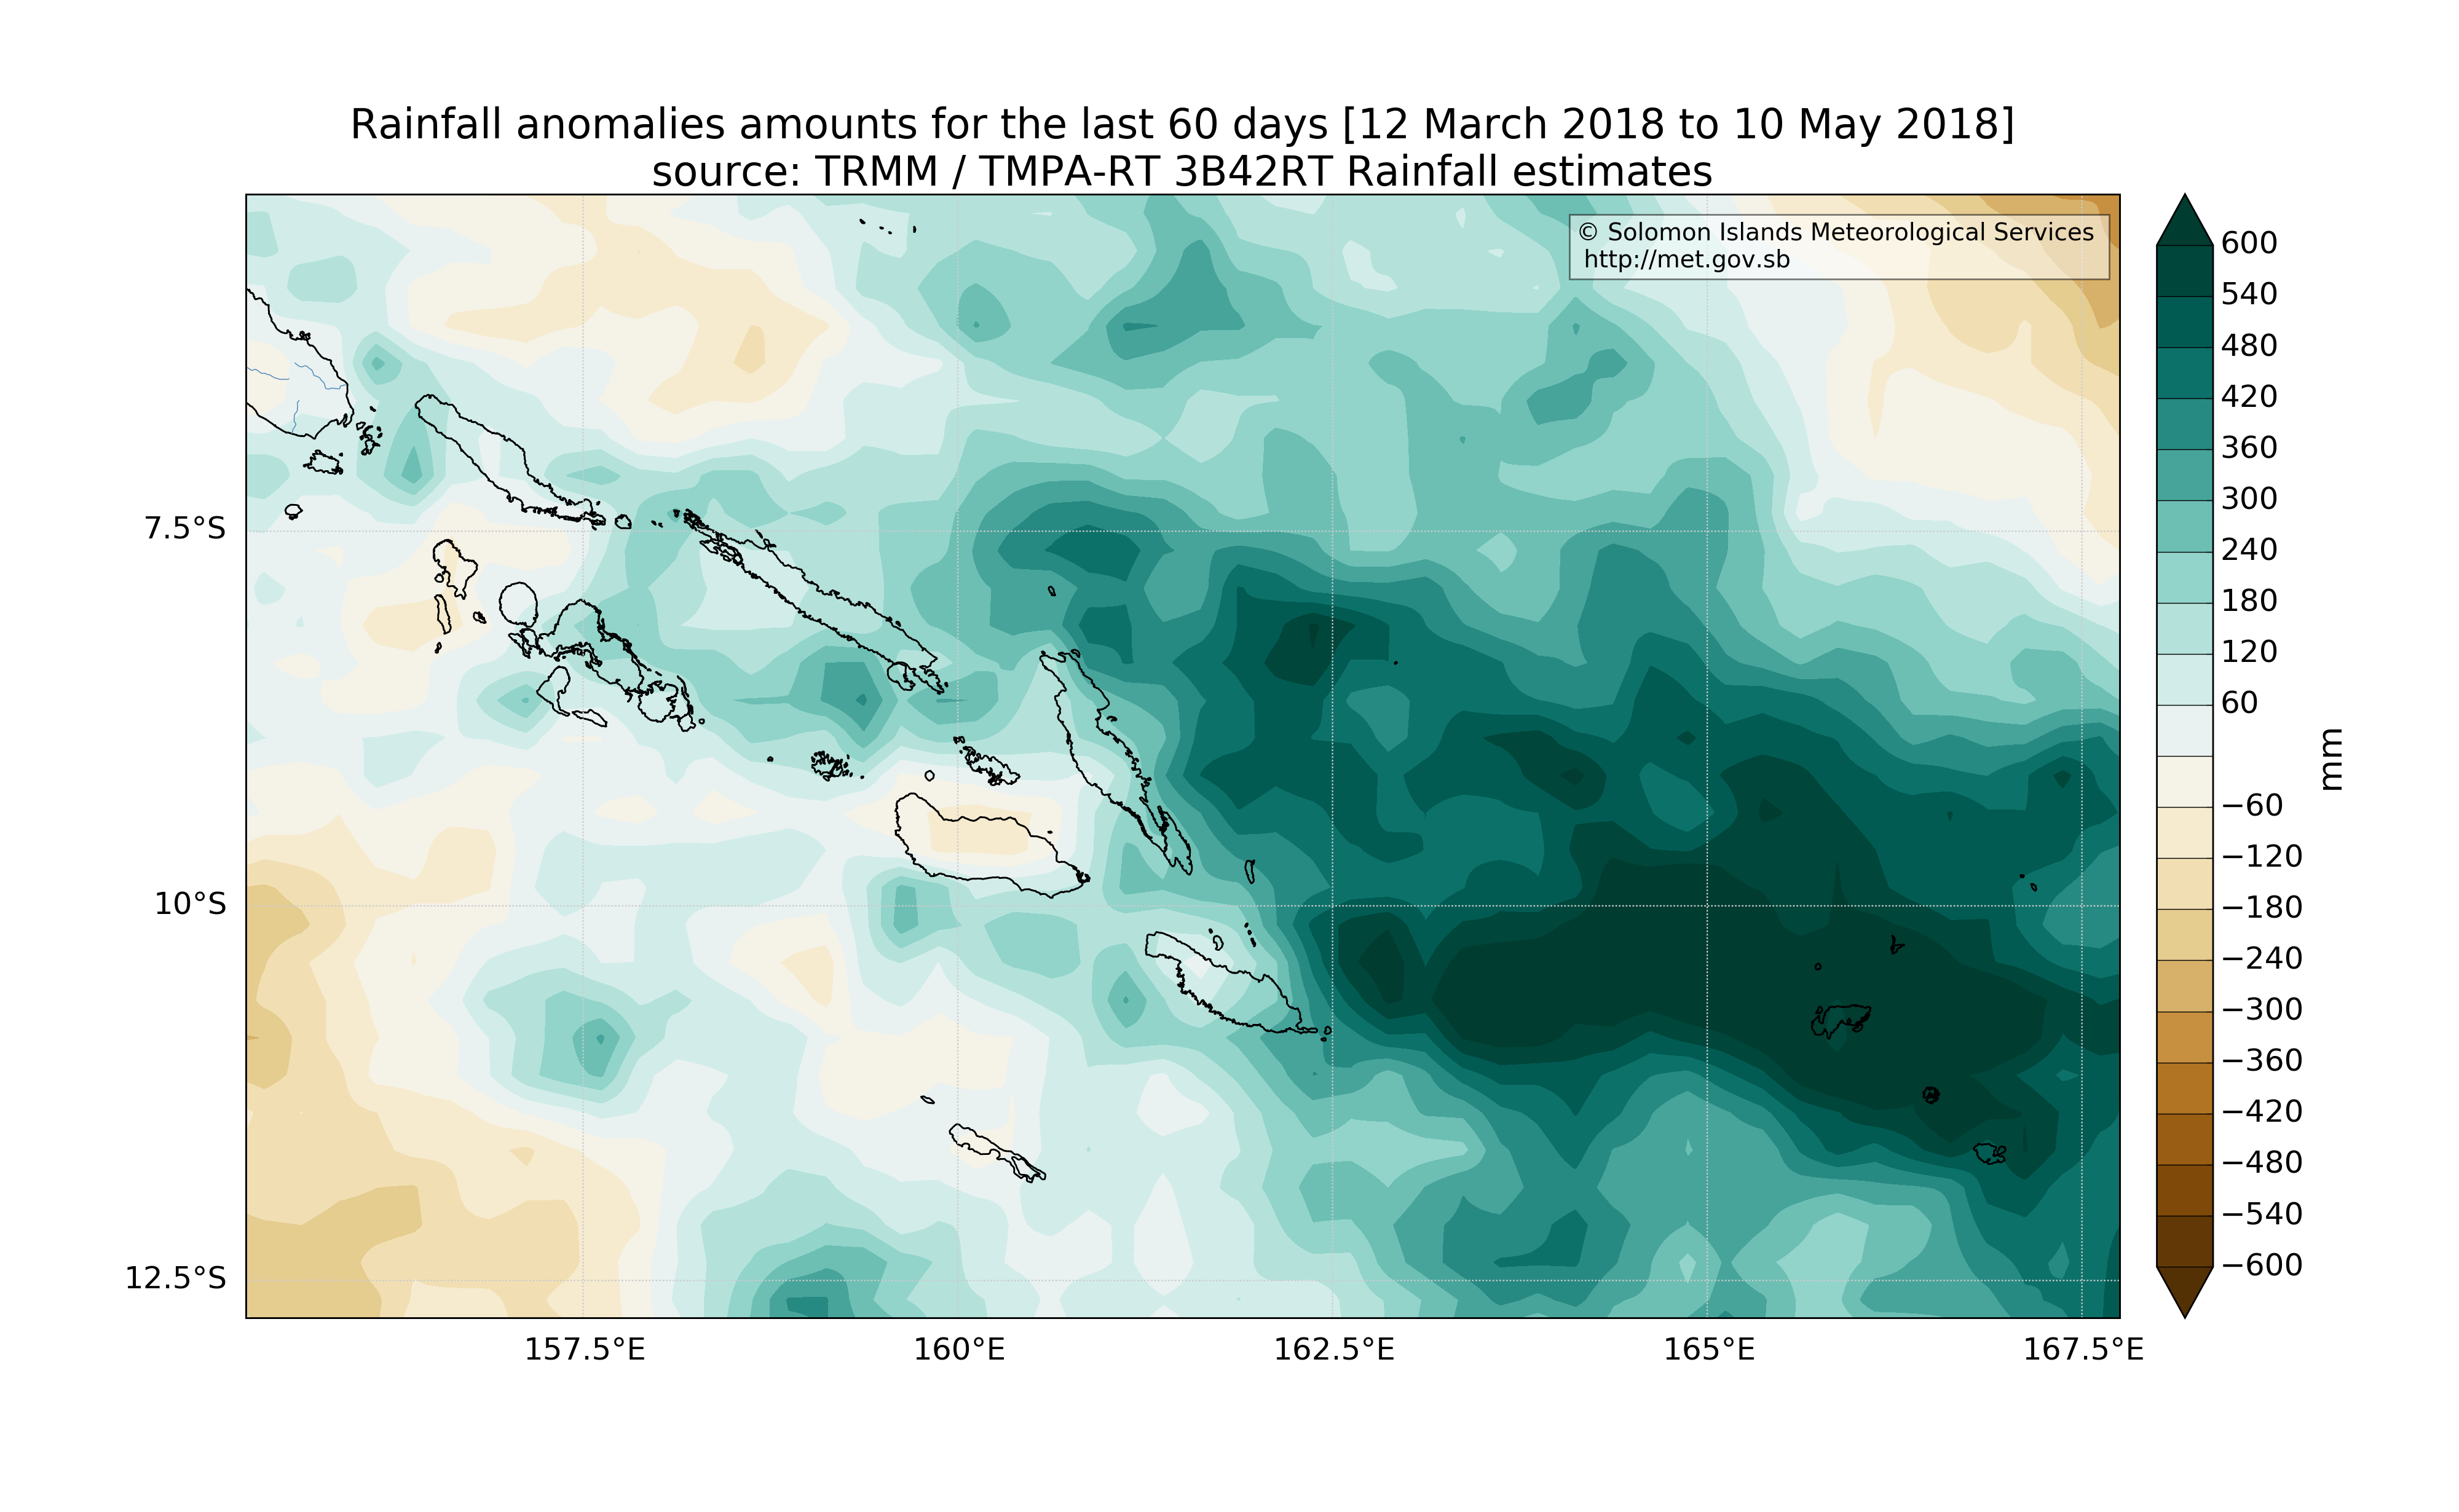 Rainfall anomalies amounts for the last 60 days [12 March 2018 to 10 May 2018]
source: TRMM / TMPA-RT 3B42RT Rainfall estimates
© Solomon Islands Meteorological Services
http://met.gov.sb
7.5°S
10°S
12.5°S
157.5°E
160°E
162.5°E
165°E
167.5°E
600
540
480
420
360
300
240
180
120
60
−60
−120
−180
−240
−300
−360
−420
−480
−540
−600
mm